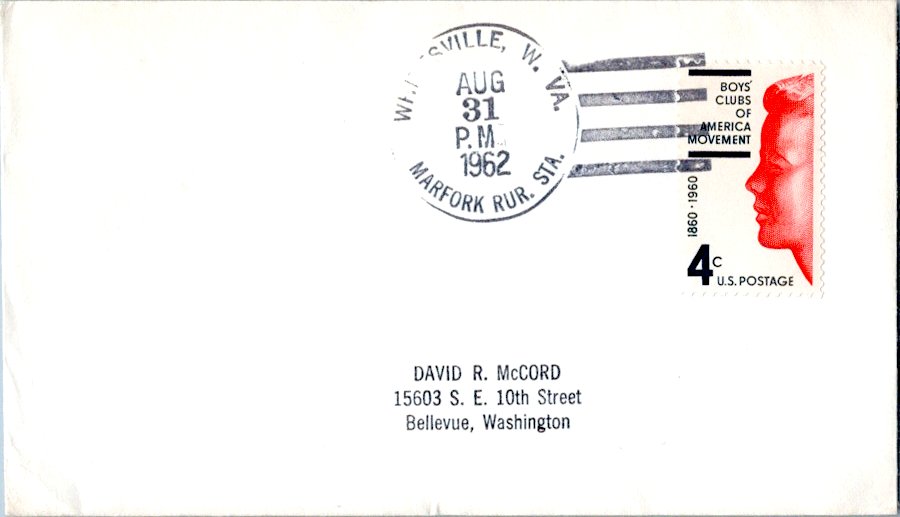 W. VA.
AUG
31
P.M.
1962
MARFORK RUR. STA.
BOYS'
CLUBS
OF
AMERICA
MOVEMENT
1860 · 1960
4c
U.S. POSTAGE
DAVID R. McCORD
15603 S. E. 10th Street
Bellevue, Washington